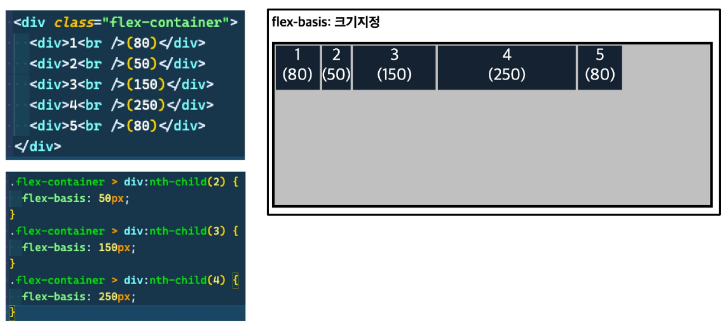 <div class="flex-container">
<div>1<br />(80)</div>
<div>2<br />(50)</div>
<div>3<br />(150)</div>
<div>4<br />(250)</div>
<div>5<br />(80)</div>
</div>
.flex-container > div:nth-child(2) {
flex-basis: 50px;
}
.flex-container > div:nth-child(3) {
flex-basis: 150px;
}
.flex-container > div:nth-child(4) {
flex-basis: 250px;
}
flex-basis: 크기지정
1 2 3 4 5
(80) (50) (150) (250) (80)